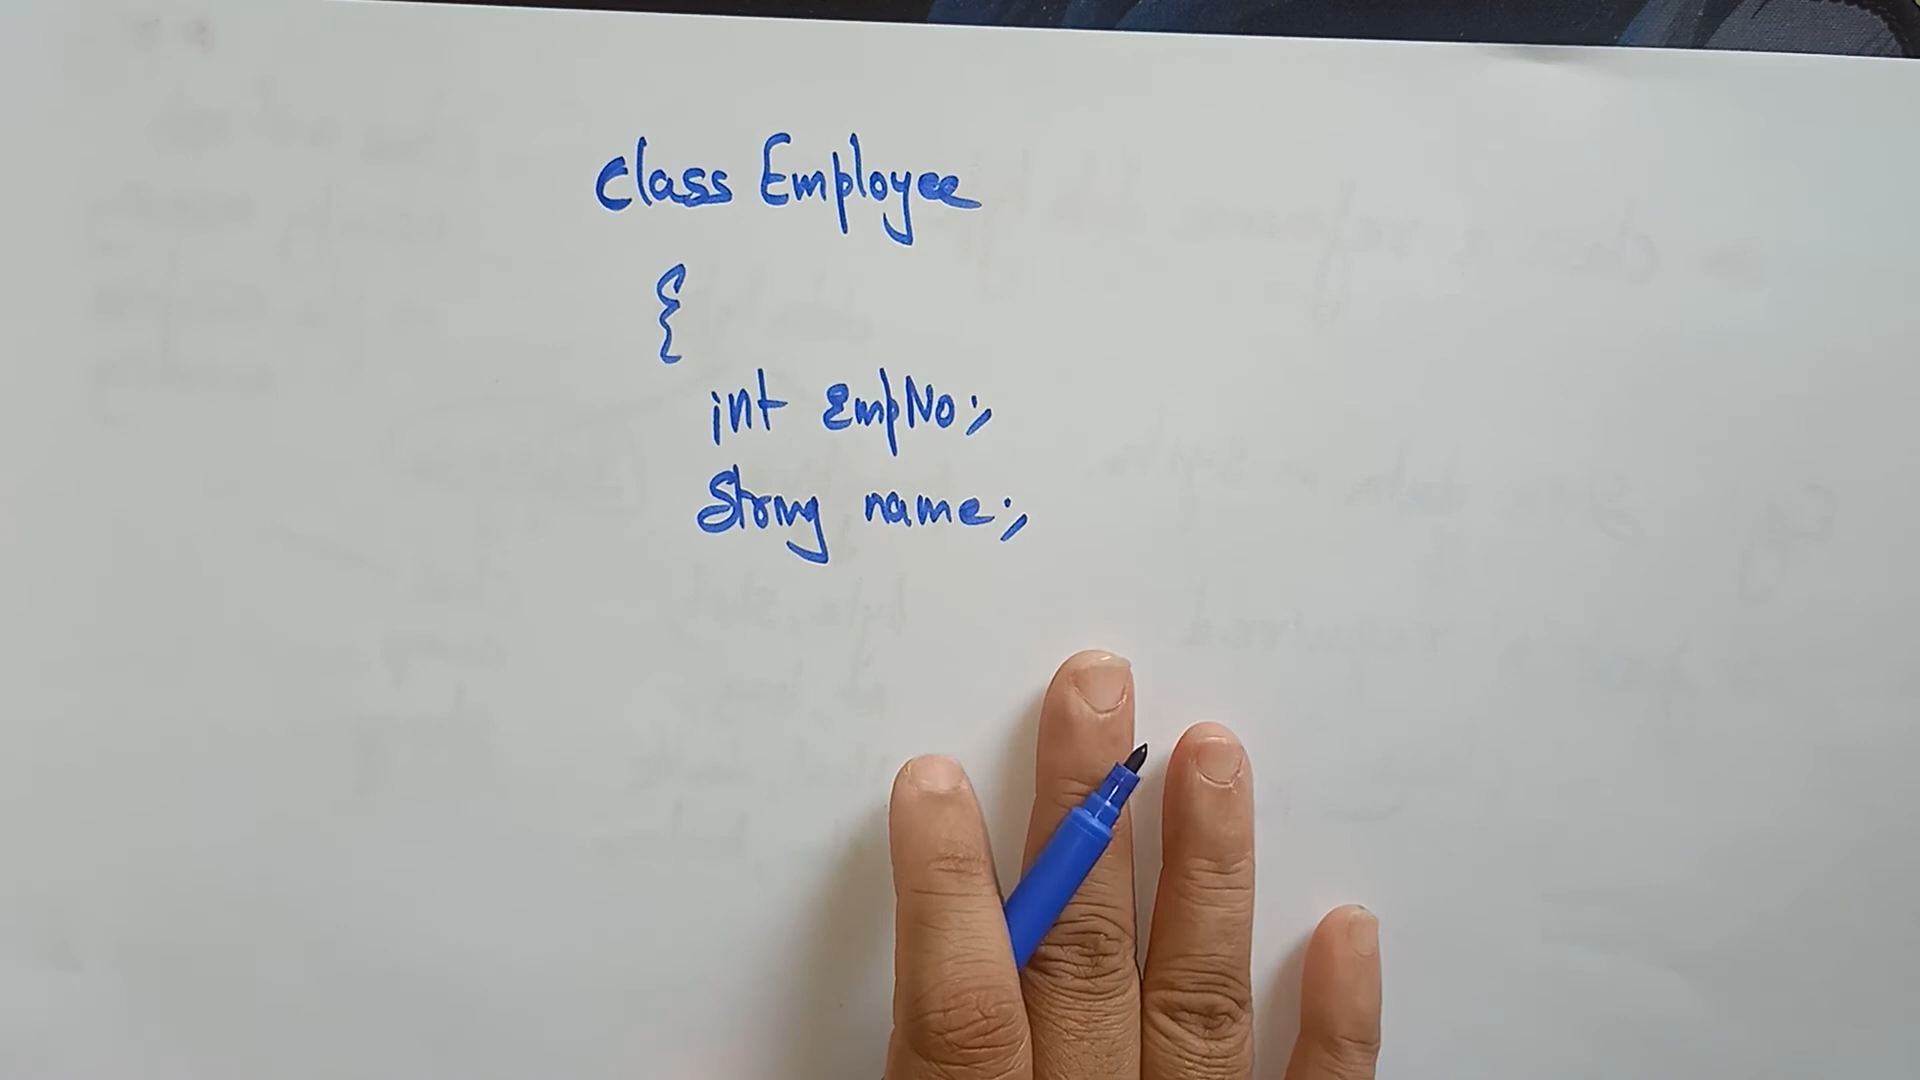 class Employee
{
int EmpNo;
String name;